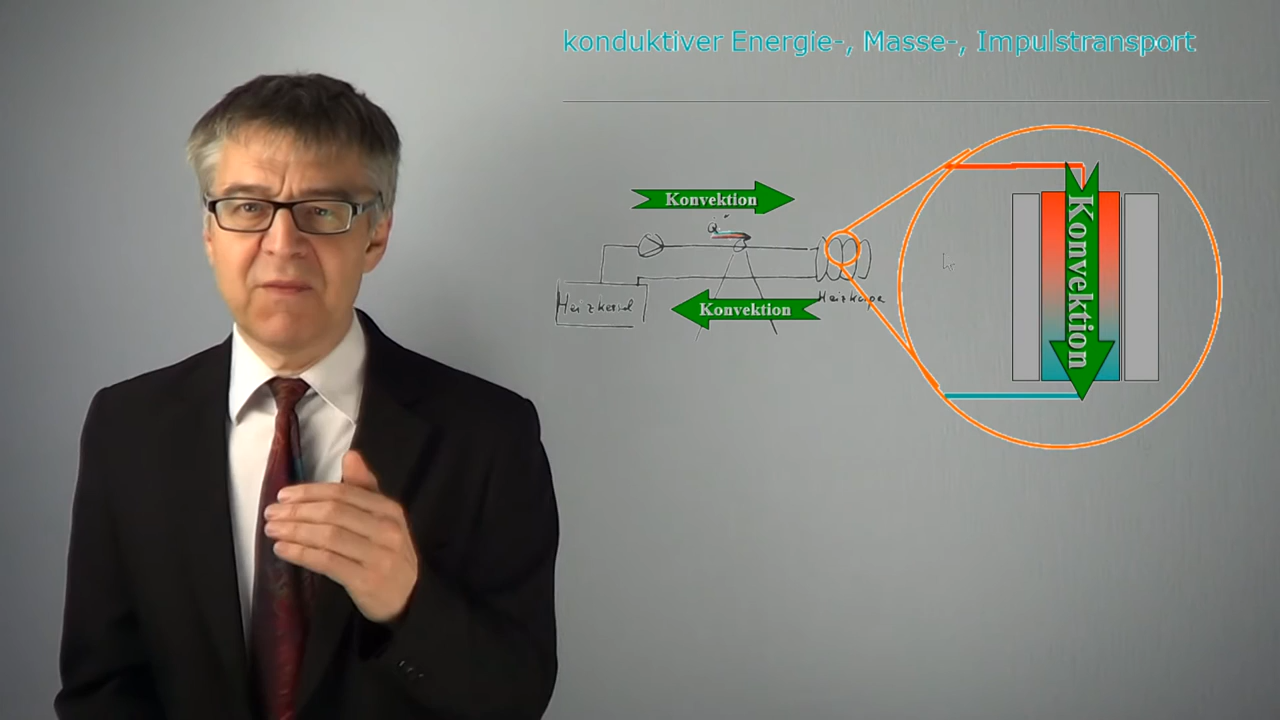 konduktiver Energie-, Masse-, Impulstransport
Konvektion
Q
Heizkessel
Konvektion
Konvektion